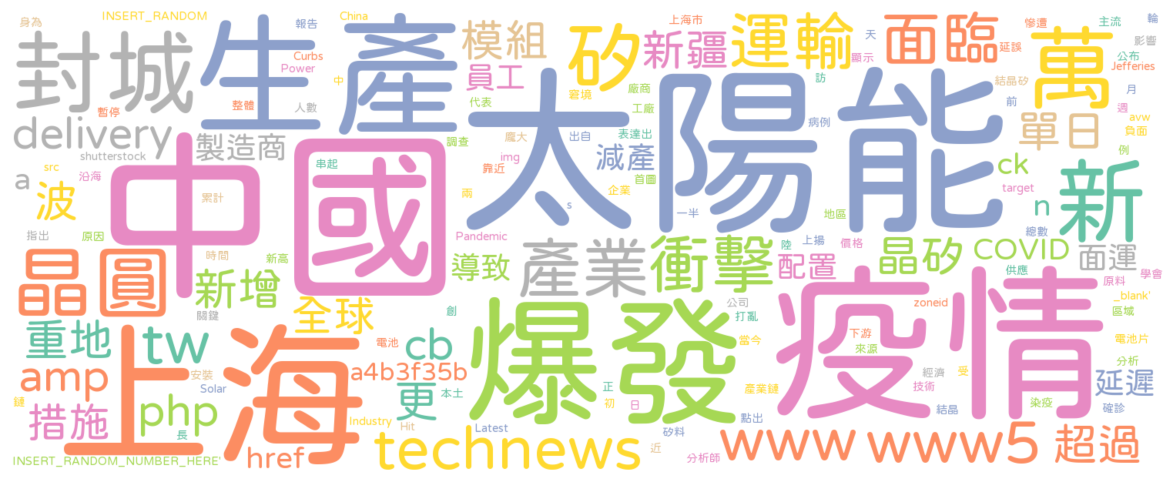 身為 INSERT_RANDOM 報告 China 中 Curbs Power 人數 模組 矽 新疆 上海市 運輸 天 面臨 慘遭 延誤 主流 輪 影響
封城 生產 暫停 整體 員工 代表 窘境 廠商 工廠 訪 顯示 結晶矽 前 萬 公布 Jefferies 月 週
delivery shutterstock 製造商 串起 調查 龐大 太陽能 出自 表達出 減產 病例 單日 avw 負面 例
a src 沿海 波 中國 累計 靠近 img 兩 s 企業 首圖 一半 地區 ck target n 新 總數
指出 原因 時間 新高 Pandemic 導致 產業 衝擊 陸 上揚 價格 配置 晶矽 COVID 供應 面運 原料 學會
晶圓 新增 關鍵 全球 創 公司 打亂 疫情 zoneid _blank' 區域
重地 tw 電池 cb 爆發 當今 下游 來源 電池片 分析
amp 安裝 Solar a4b3f35b 更 本土 正 初 日 產業鏈 點出 經濟 受 技術 結晶 染疫 延遲 確診
鏈 措施 php 長 上海 Industry Hit Latest 矽料 近 分析師
INSERT_RANDOM_NUMBER_HERE' href technews www www5 超過